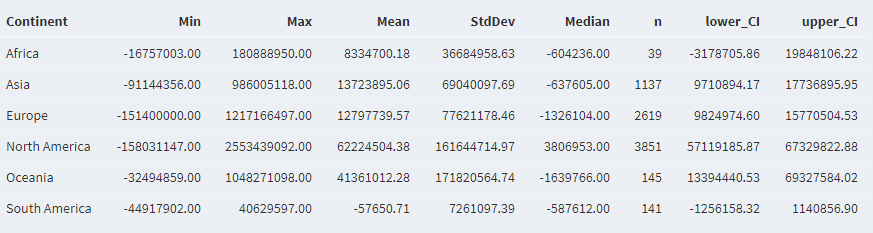 Continent Min Max Mean StdDev Median n lower_CI upper_CI
Africa -16757003.00 180888950.00 8334700.18 36684958.63 -604236.00 39 -3178705.86 19848106.22
Asia -91144356.00 986005118.00 13723895.06 69040097.69 -637605.00 1137 9710894.17 17736895.95
Europe -151400000.00 1217166497.00 12797739.57 77621178.46 -1326104.00 2619 9824974.60 15770504.53
North America -158031147.00 2553439092.00 62224504.38 161644714.97 3806953.00 3851 57119185.87 67329822.88
Oceania -32494859.00 1048271098.00 41361012.28 171820564.74 -1639766.00 145 13394440.53 69327584.02
South America -44917902.00 40629597.00 -57650.71 7261097.39 -587612.00 141 -1256158.32 1140856.90